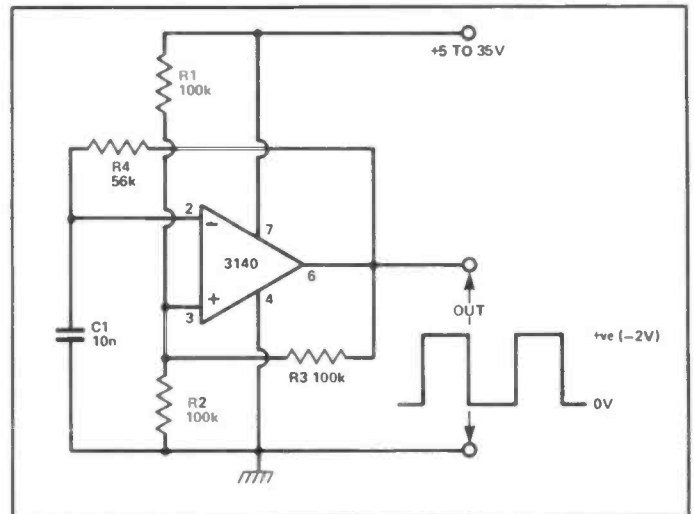 +5 TO 35V
R1
100k
R4
56k
2
−
7
3140
6
+
3
4
C1
10n
R3 100k
R2
100k
OUT
+ve (−2V)
0V